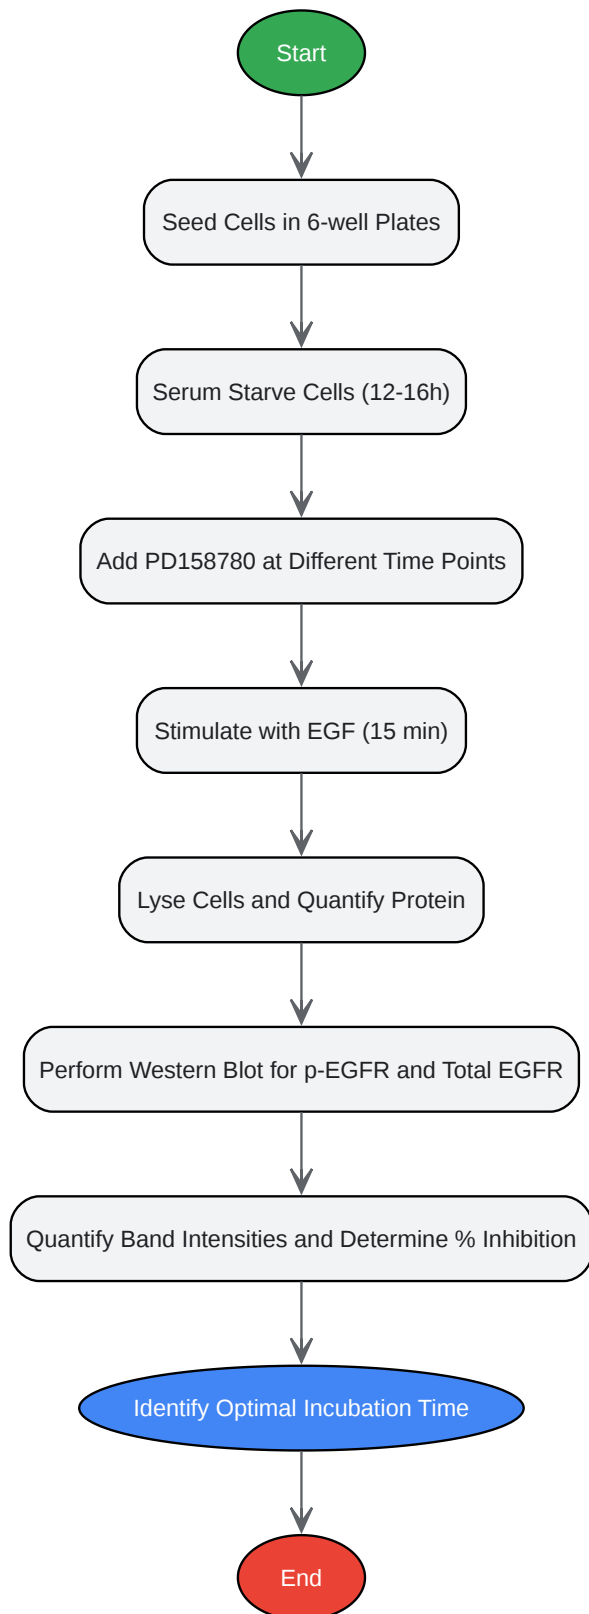 Start
Seed Cells in 6-well Plates
Serum Starve Cells (12-16h)
Add PD158780 at Different Time Points
Stimulate with EGF (15 min)
Lyse Cells and Quantify Protein
Perform Western Blot for p-EGFR and Total EGFR
Quantify Band Intensities and Determine % Inhibition
Identify Optimal Incubation Time
End